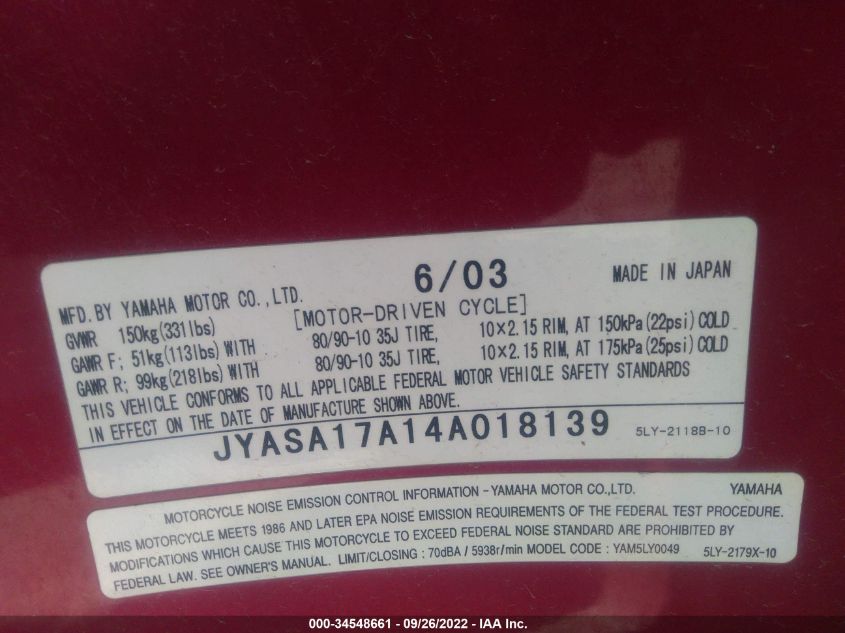 6/03
MADE IN JAPAN
MFD.BY YAMAHA MOTOR CO.,LTD.
[MOTOR-DRIVEN CYCLE]
GVWR 150kg(331lbs)
GAWR F; 51kg(113lbs) WITH 80/90-10 35J TIRE, 10×2.15 RIM, AT 150kPa(22psi) COLD
GAWR R; 99kg(218lbs) WITH 80/90-10 35J TIRE, 10×2.15 RIM, AT 175kPa(25psi) COLD
THIS VEHICLE CONFORMS TO ALL APPLICABLE FEDERAL MOTOR VEHICLE SAFETY STANDARDS
IN EFFECT ON THE DATE OF MANUFACTURE SHOWN ABOVE.
JYASA17A14A018139
5LY-2118B-10
MOTORCYCLE NOISE EMISSION CONTROL INFORMATION - YAMAHA MOTOR CO.,LTD. YAMAHA
THIS MOTORCYCLE MEETS 1986 AND LATER EPA NOISE EMISSION REQUIREMENTS OF THE FEDERAL TEST PROCEDURE.
MODIFICATIONS WHICH CAUSE THIS MOTORCYCLE TO EXCEED FEDERAL NOISE STANDARD ARE PROHIBITED BY
FEDERAL LAW. SEE OWNER'S MANUAL. LIMIT/CLOSING : 70dBA / 5938r/min MODEL CODE : YAM5LY0049 5LY-2179X-10
000-34548661 - 09/26/2022 - IAA Inc.